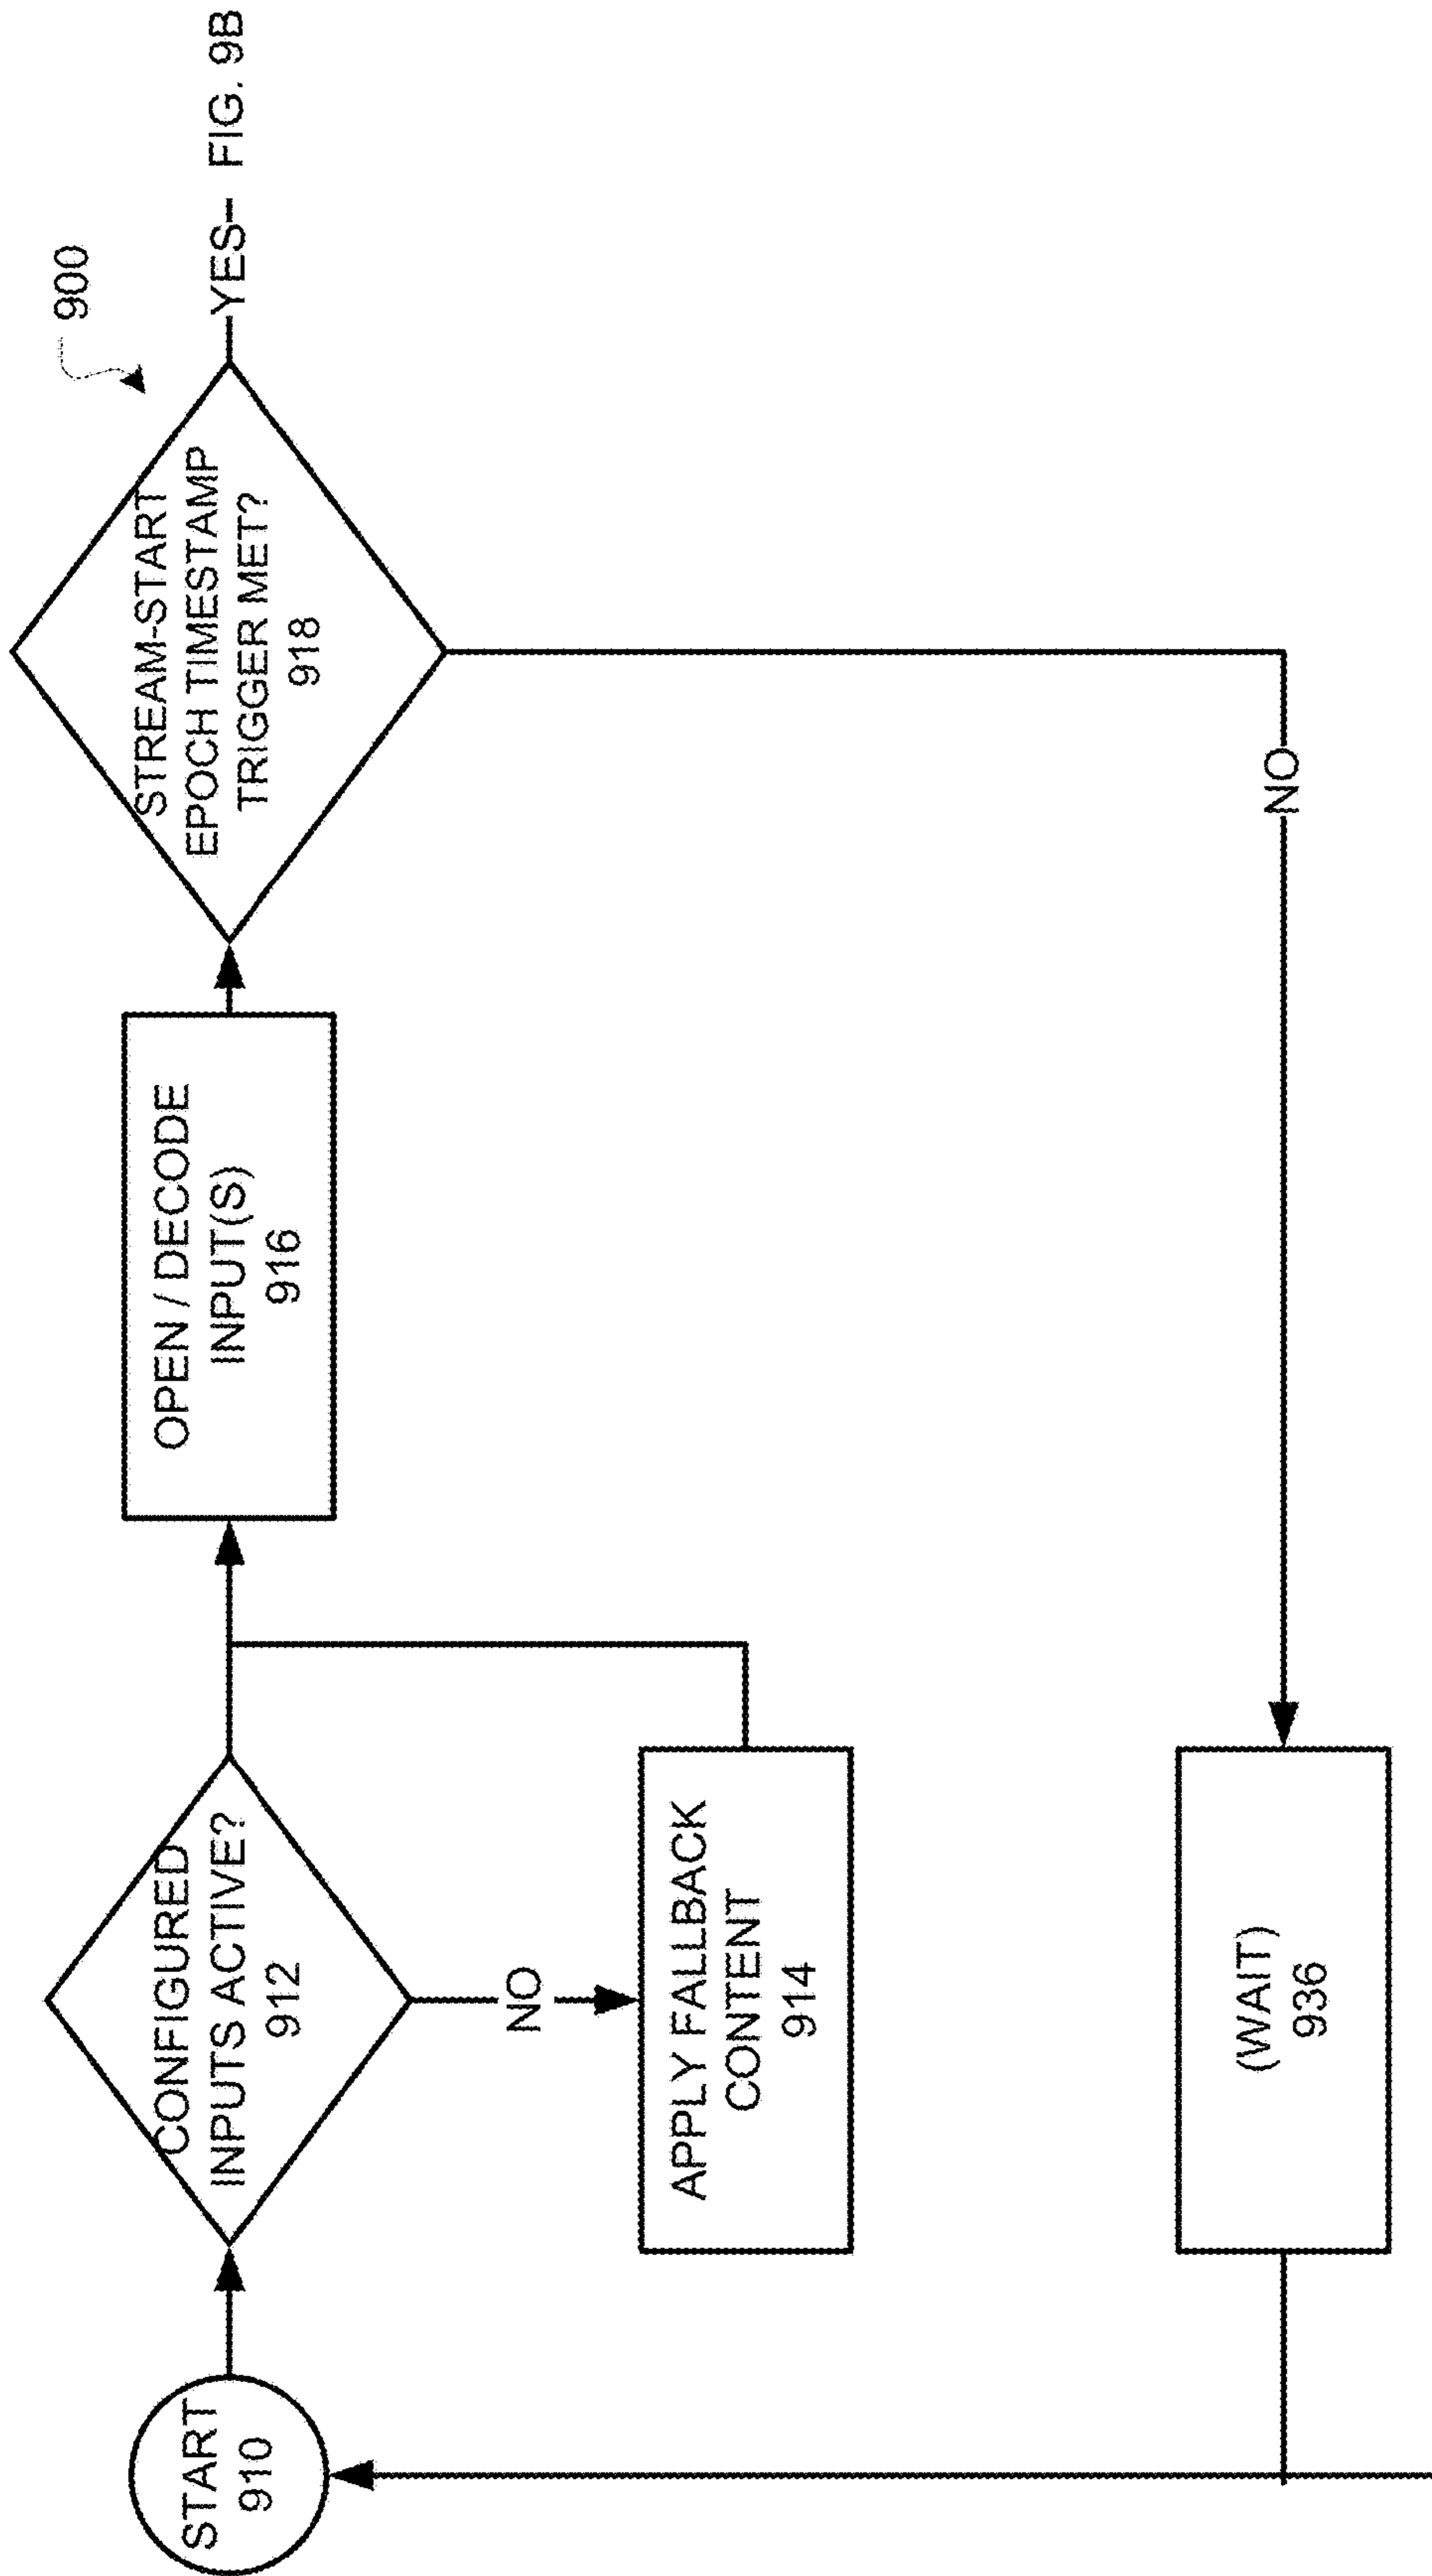 900
START
910
CONFIGURED
INPUTS ACTIVE?
912
NO
APPLY FALLBACK
CONTENT
914
OPEN / DECODE
INPUT(S)
916
STREAM-START
EPOCH TIMESTAMP
TRIGGER MET?
918
YES
FIG. 9B
NO
(WAIT)
936